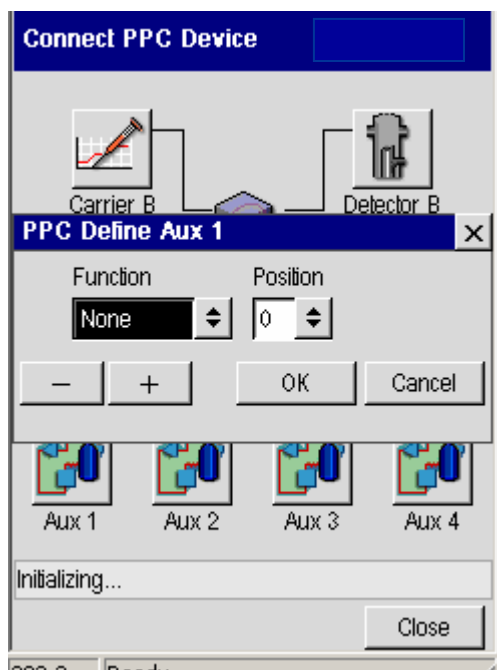 Connect PPC Device
Carrier B Detector B
PPC Define Aux 1
Function Position
None 0
− + OK Cancel
Aux 1 Aux 2 Aux 3 Aux 4
Initializing...
Close